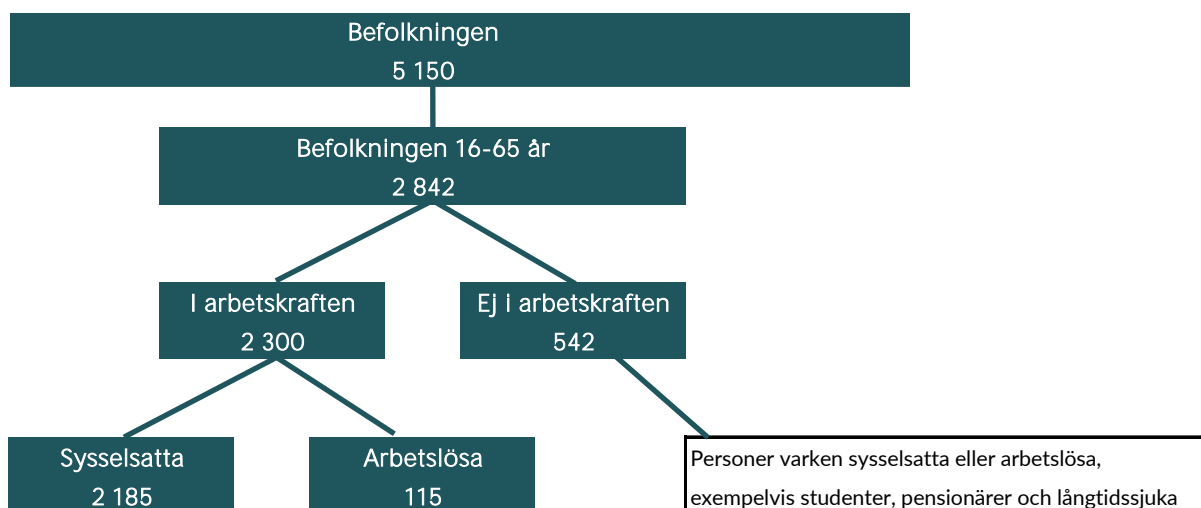 Befolkningen
5 150
Befolkningen 16-65 år
2 842
I arbetskraften
2 300
Ej i arbetskraften
542
Sysselsatta
2 185
Arbetslösa
115
Personer varken sysselsatta eller arbetslösa,
exempelvis studenter, pensionärer och långtidssjuka